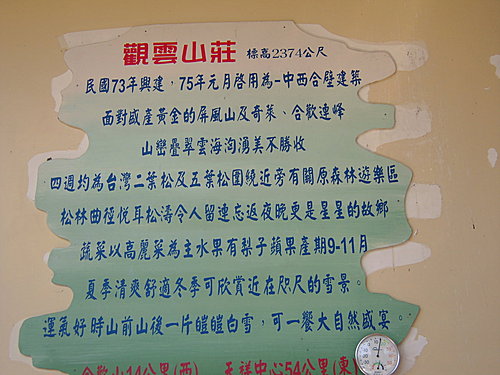 觀雲山莊 標高2374公尺
民國73年興建，75年元月啓用為一中西合壁建築
面對盛產黃金的屏風山及奇萊、合歡連峰
山巒疊翠雲海洶湧美不勝收
四週均為台灣二葉松及五葉松圍繞近旁有關原森林遊樂區
松林曲徑悅耳松濤令人留連忘返夜晚更是星星的故鄉
蔬菜以高麗菜為主水果有梨子蘋果產期9-11月
夏季清爽舒適冬季可欣賞近在咫尺的雪景。
運氣好時山前山後一片皚皚白雪，可一饗大自然盛宴。
合歡山14公里(西) 天祥中心54公里(東)